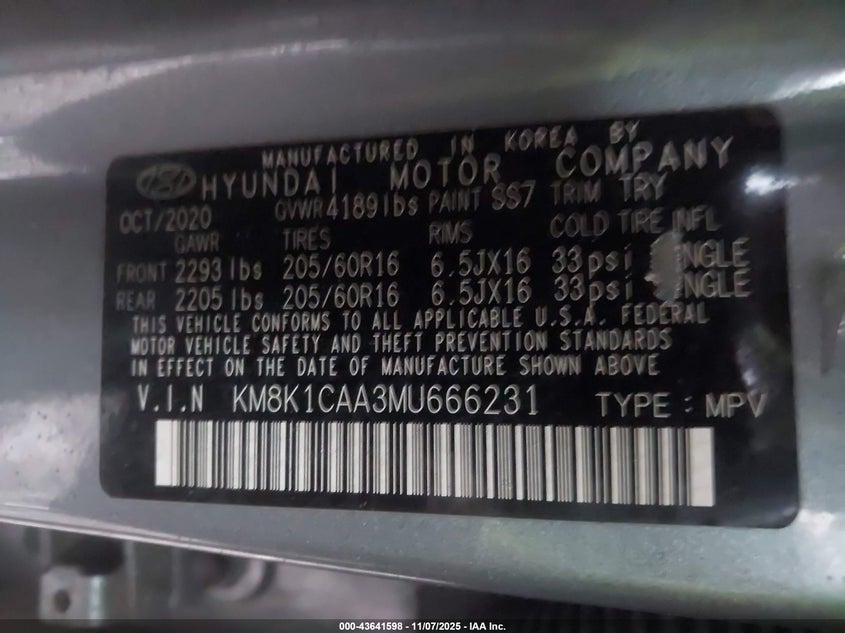 MANUFACTURED IN KOREA BY
HYUNDAI MOTOR COMPANY
OCT/2020 GVWR 4189lbs PAINT SS7 TRIM TRY
GAWR TIRES RIMS COLD TIRE INFL
FRONT 2293 lbs 205/60R16 6.5JX16 33psi NGLE
REAR 2205 lbs 205/60R16 6.5JX16 33psi NGLE
THIS VEHICLE CONFORMS TO ALL APPLICABLE U.S.A. FEDERAL
MOTOR VEHICLE SAFETY AND THEFT PREVENTION STANDARDS
IN EFFECT ON THE DATE OF MANUFACTURE SHOWN ABOVE
V.I.N KM8K1CAA3MU666231 TYPE : MPV
000-43641598 - 11/07/2025 - IAA Inc.